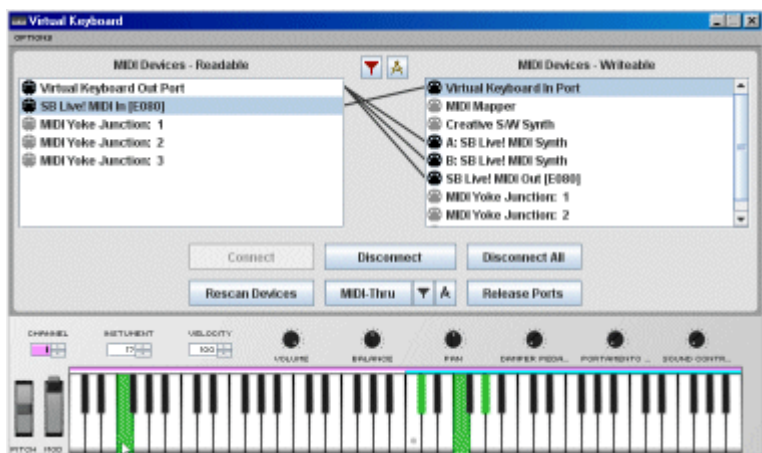 Virtual Keyboard
OPTIONS
MIDI Devices - Readable
Virtual Keyboard Out Port
SB Live! MIDI In [E080]
MIDI Yoke Junction: 1
MIDI Yoke Junction: 2
MIDI Yoke Junction: 3
MIDI Devices - Writeable
Virtual Keyboard In Port
MIDI Mapper
Creative S/W Synth
A: SB Live! MIDI Synth
B: SB Live! MIDI Synth
SB Live! MIDI Out [E080]
MIDI Yoke Junction: 1
MIDI Yoke Junction: 2
Connect
Disconnect
Disconnect All
Rescan Devices
MIDI-Thru
Release Ports
CHANNEL
INSTUMENT
VELOCITY
1
17
100
VOLUME
BALANCE
PAN
DAMPER PEDA...
PORTAMENTO ...
SOUND CONTR...
PITCH
MOD